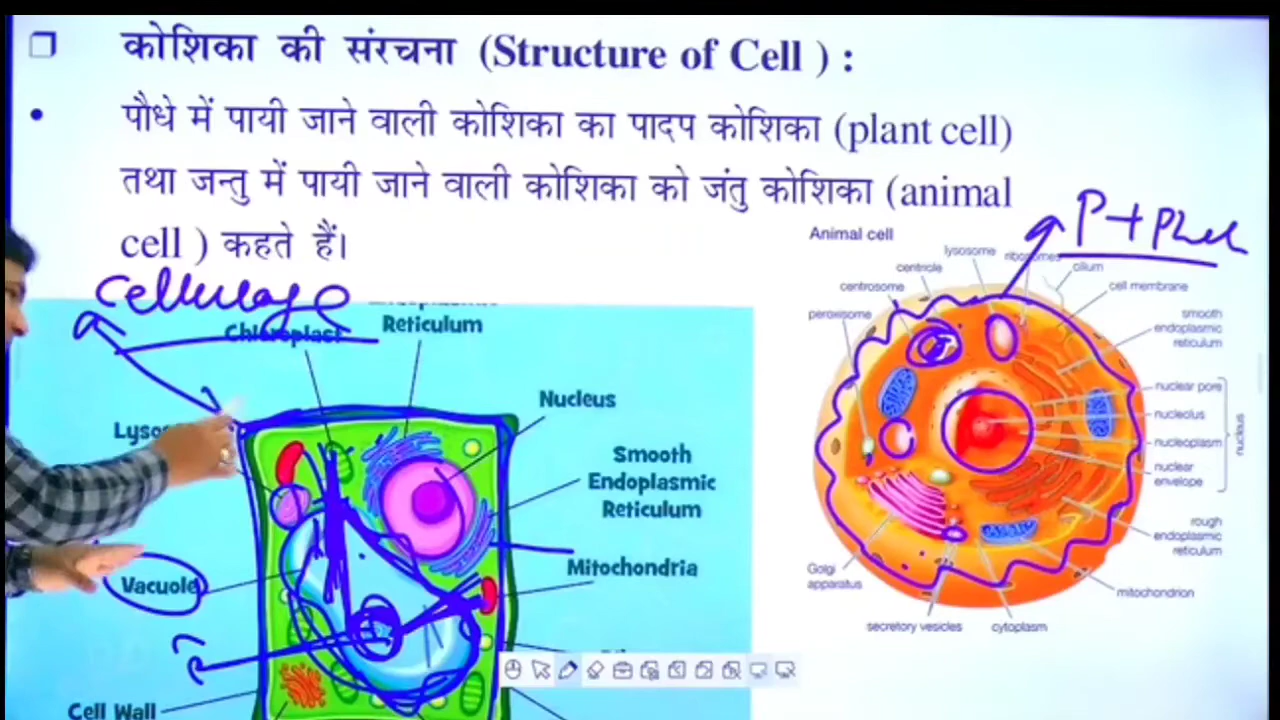 कोशिका की संरचना (Structure of Cell ) :
पौधे में पायी जाने वाली कोशिका का पादप कोशिका (plant cell)
तथा जन्तु में पायी जाने वाली कोशिका को जंतु कोशिका (animal
cell ) कहते हैं।
Animal cell
lysosome
ribosomes
cilium
centriole
cell membrane
centrosome
peroxisome
smooth
endoplasmic
reticulum
nuclear pore
nucleolus
nucleoplasm
nuclear
envelope
nucleus
rough
endoplasmic
reticulum
Golgi
apparatus
mitochondrion
secretory vesicles
cytoplasm
Chloroplast
Reticulum
Nucleus
Smooth
Endoplasmic
Reticulum
Mitochondria
Vacuole
Cell Wall